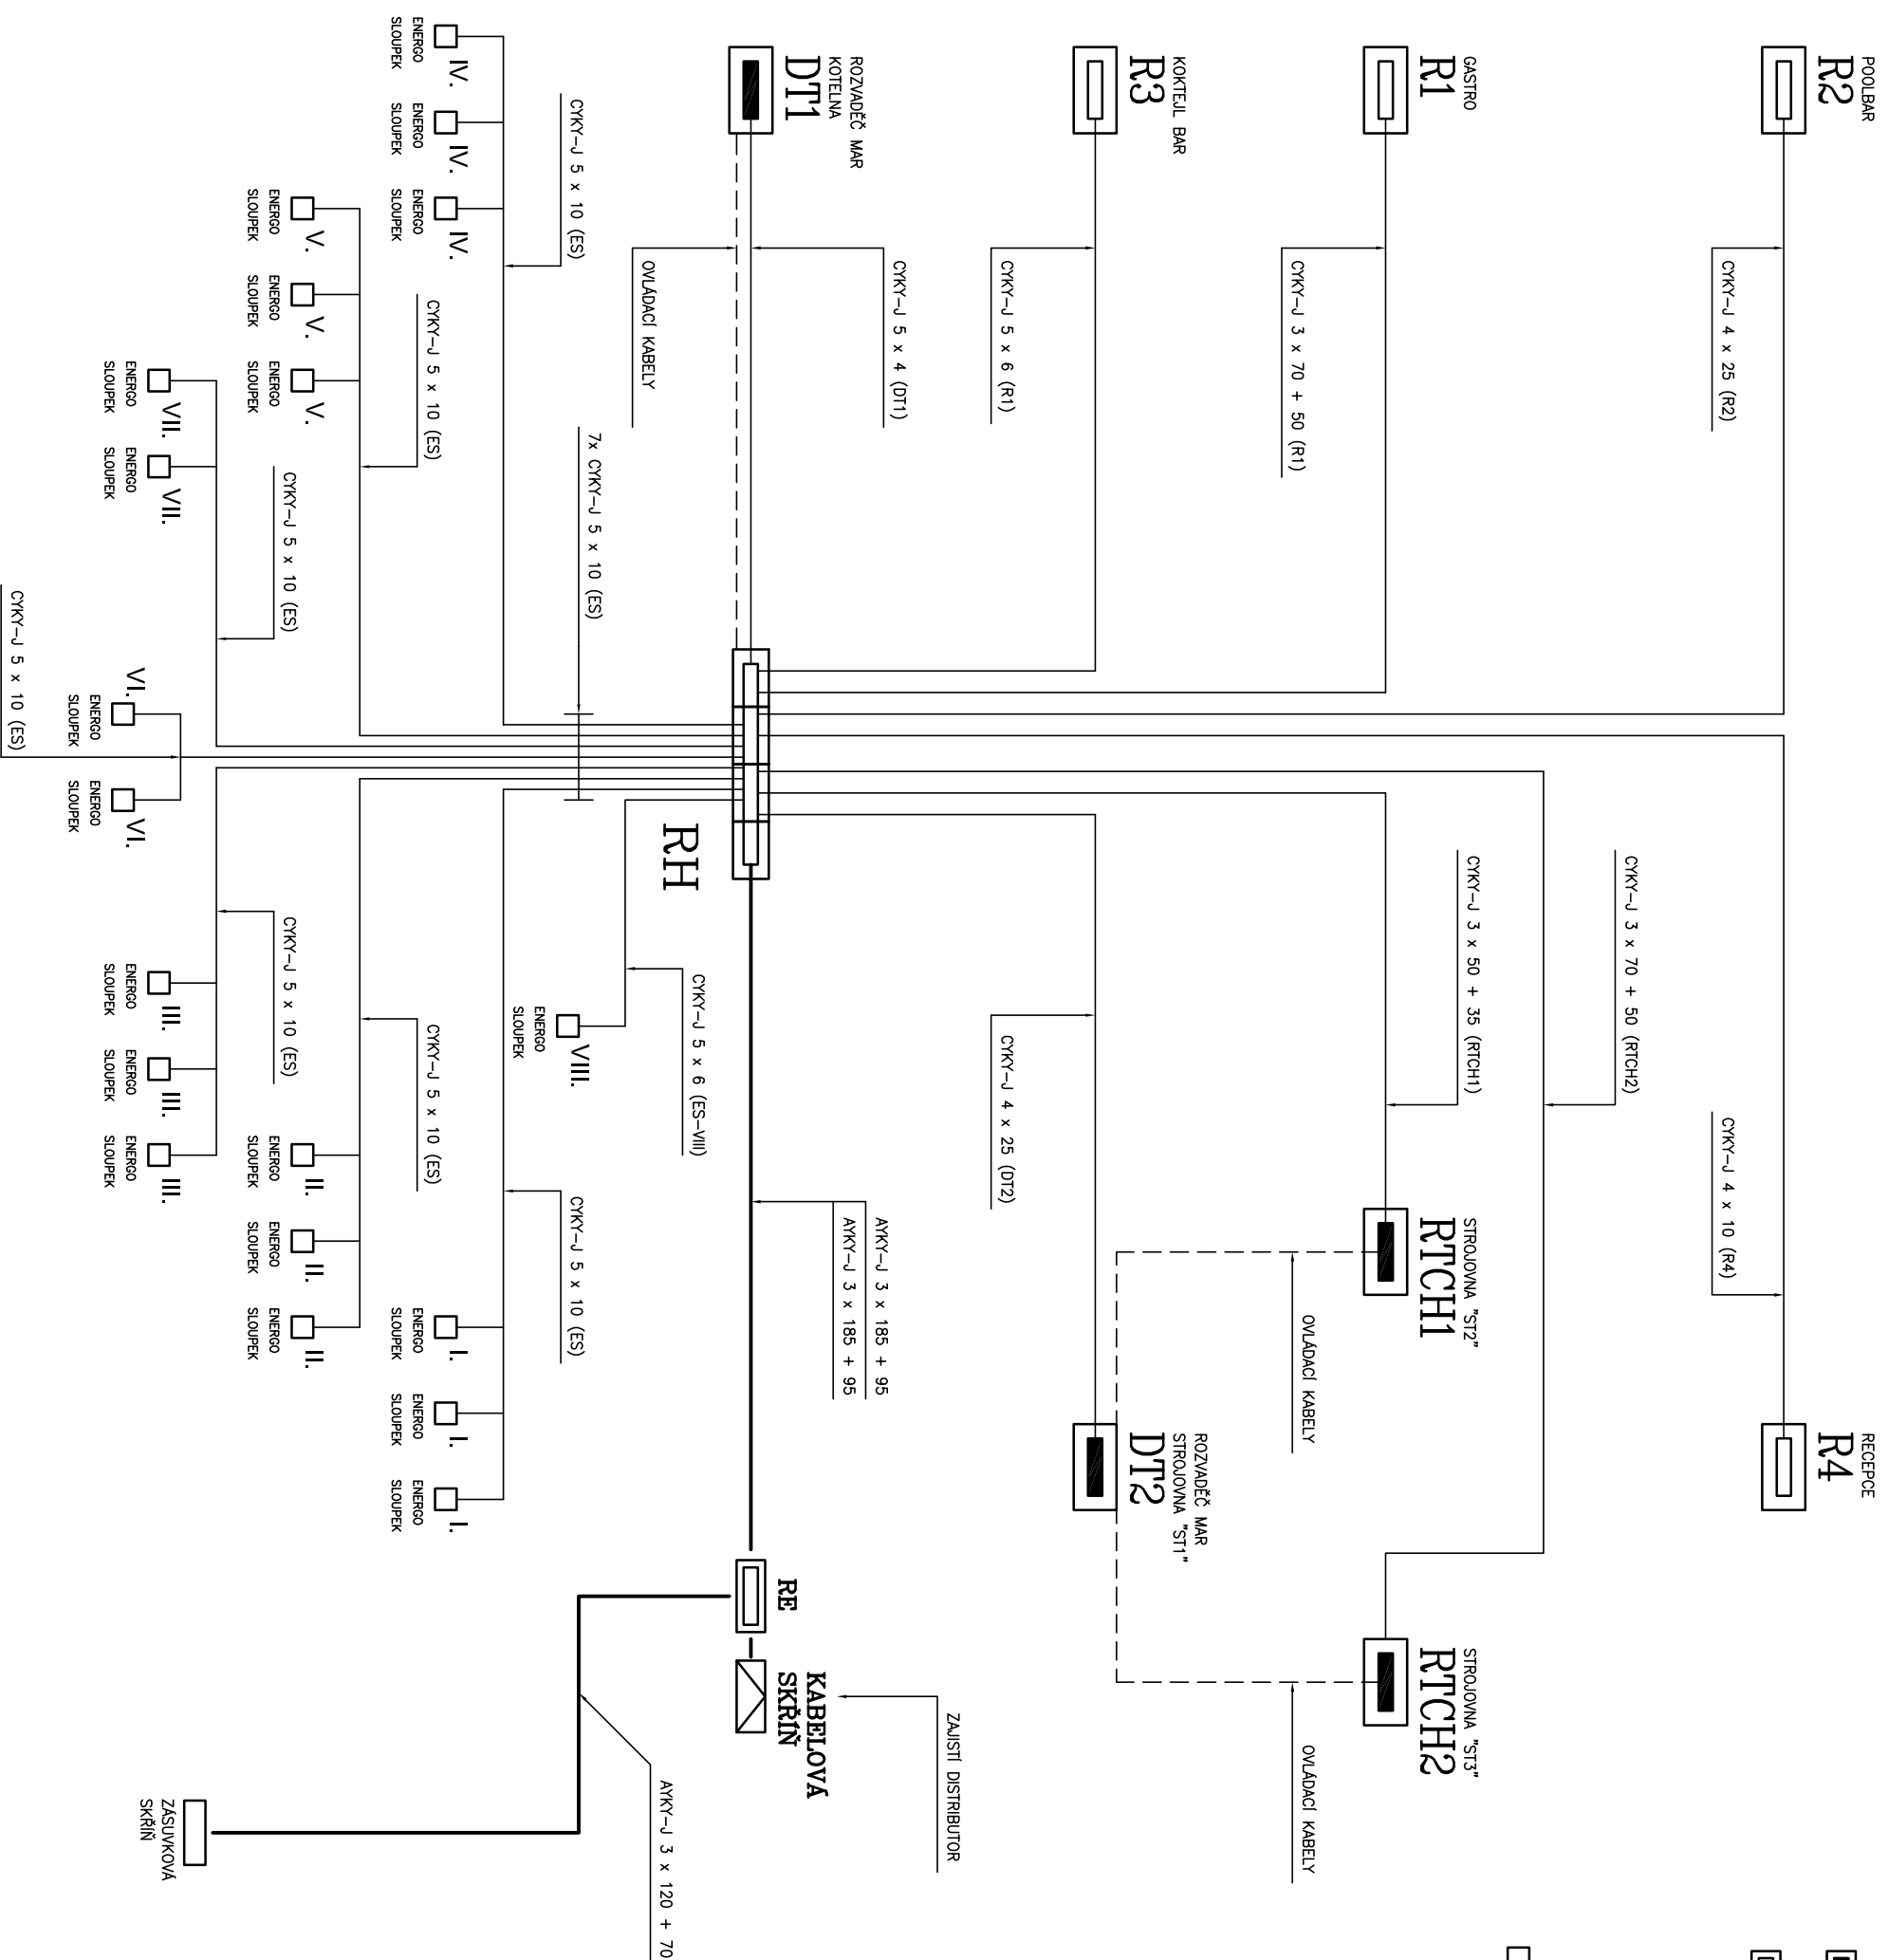 POOLBAR
R2
CYKY-J 4 x 25 (R2)
CYKY-J 4 x 10 (R4)
RECEPCE
R4
CYKY-J 3 x 70 + 50 (RTCH2)
GASTRO
R1
CYKY-J 3 x 70 + 50 (R1)
CYKY-J 3 x 50 + 35 (RTCH1)
STROJOVNA "ST2"
RTCH1
STROJOVNA "ST3"
RTCH2
OVLÁDACÍ KABELY
OVLÁDACÍ KABELY
KOKTEJL BAR
R3
CYKY-J 5 x 6 (R1)
CYKY-J 4 x 25 (DT2)
ROZVADĚČ MAR
STROJOVNA "ST1"
DT2
ZAJISTÍ DISTRIBUTOR
ROZVADĚČ MAR
KOTELNA
DT1
CYKY-J 5 x 4 (DT1)
OVLÁDACÍ KABELY
AYKY-J 3 x 185 + 95
AYKY-J 3 x 185 + 95
RE
KABELOVÁ
SKŘÍŇ
RH
CYKY-J 5 x 6 (ES-VIII)
AYKY-J 3 x 120 + 70
7x CYKY-J 5 x 10 (ES)
VIII.
ENERGO
SLOUPEK
CYKY-J 5 x 10 (ES)
CYKY-J 5 x 10 (ES)
IV.
ENERGO
SLOUPEK
IV.
ENERGO
SLOUPEK
IV.
ENERGO
SLOUPEK
I.
ENERGO
SLOUPEK
I.
ENERGO
SLOUPEK
I.
ENERGO
SLOUPEK
CYKY-J 5 x 10 (ES)
CYKY-J 5 x 10 (ES)
V.
ENERGO
SLOUPEK
V.
ENERGO
SLOUPEK
V.
ENERGO
SLOUPEK
II.
ENERGO
SLOUPEK
II.
ENERGO
SLOUPEK
II.
ENERGO
SLOUPEK
CYKY-J 5 x 10 (ES)
CYKY-J 5 x 10 (ES)
VII.
ENERGO
SLOUPEK
VII.
ENERGO
SLOUPEK
III.
ENERGO
SLOUPEK
III.
ENERGO
SLOUPEK
III.
ENERGO
SLOUPEK
ZÁSUVKOVÁ
SKŘÍŇ
VI.
ENERGO
SLOUPEK
VI.
ENERGO
SLOUPEK
CYKY-J 5 x 10 (ES)